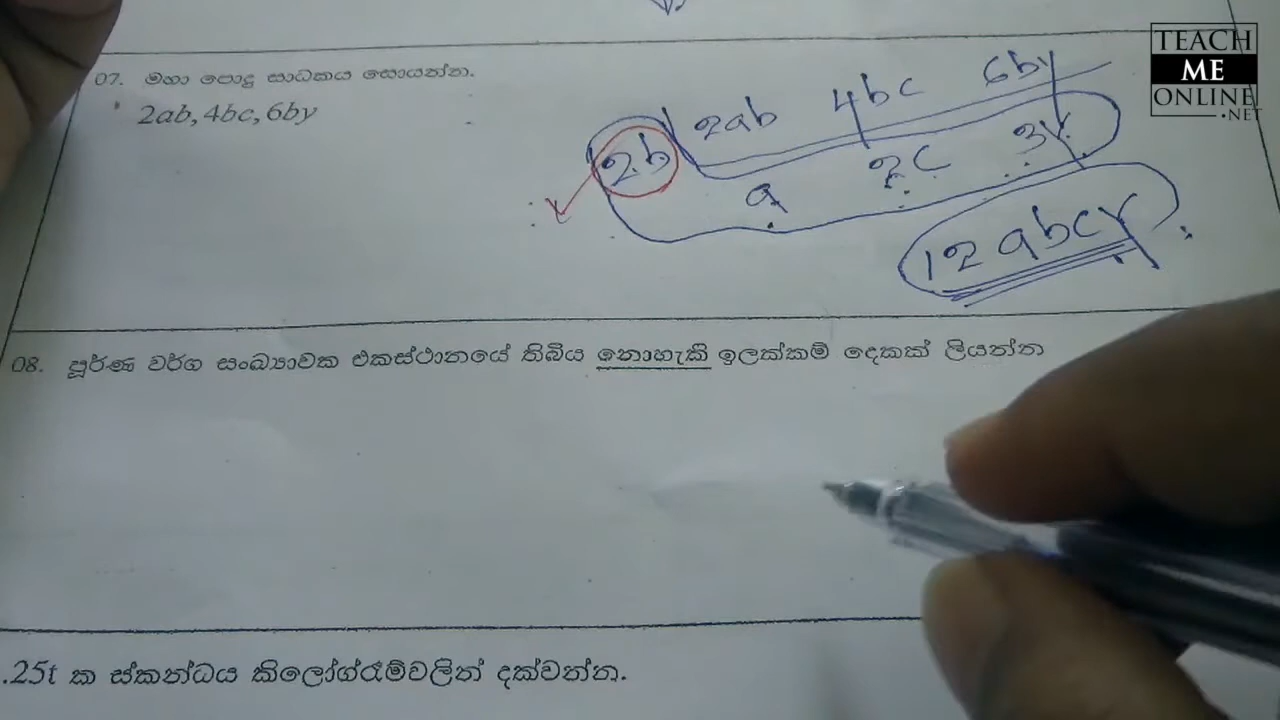 TEACH
ME
ONLINE
.NET
07. මහා පොදු සාධකය සොයන්න.
2ab, 4bc, 6by
2b 2ab 4bc 6by
a 2c 3y
12abcy
08. පූර්ණ වර්ග සංඛ්‍යාවක එකස්ථානයේ තිබිය නොහැකි ඉලක්කම් දෙකක් ලියන්න
.25t ක ස්කන්ධය කිලෝග්රෑම්වලින් දක්වන්න.